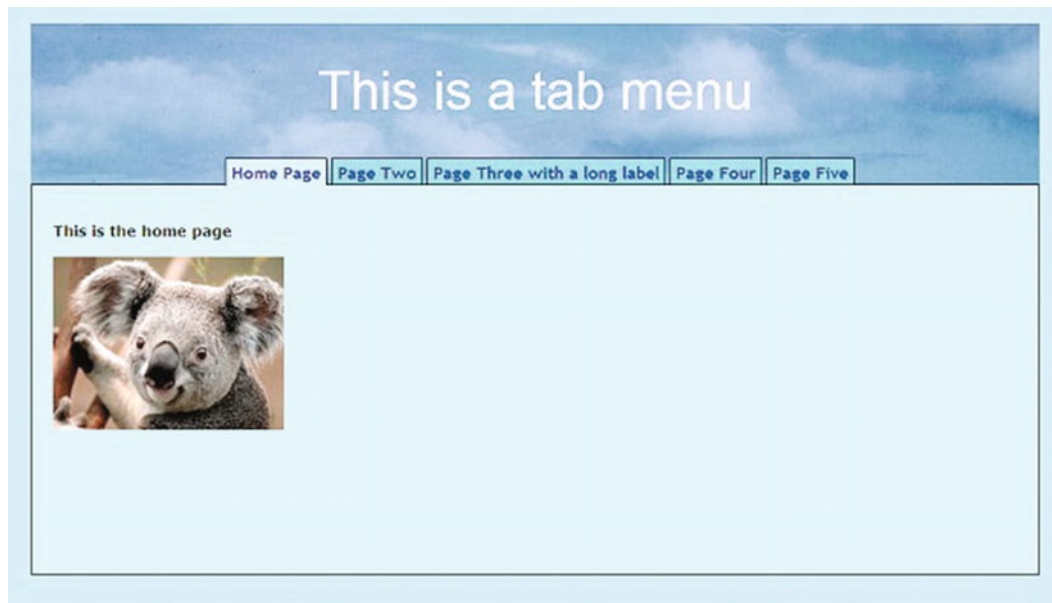 This is a tab menu
Home Page Page Two Page Three with a long label Page Four Page Five
This is the home page